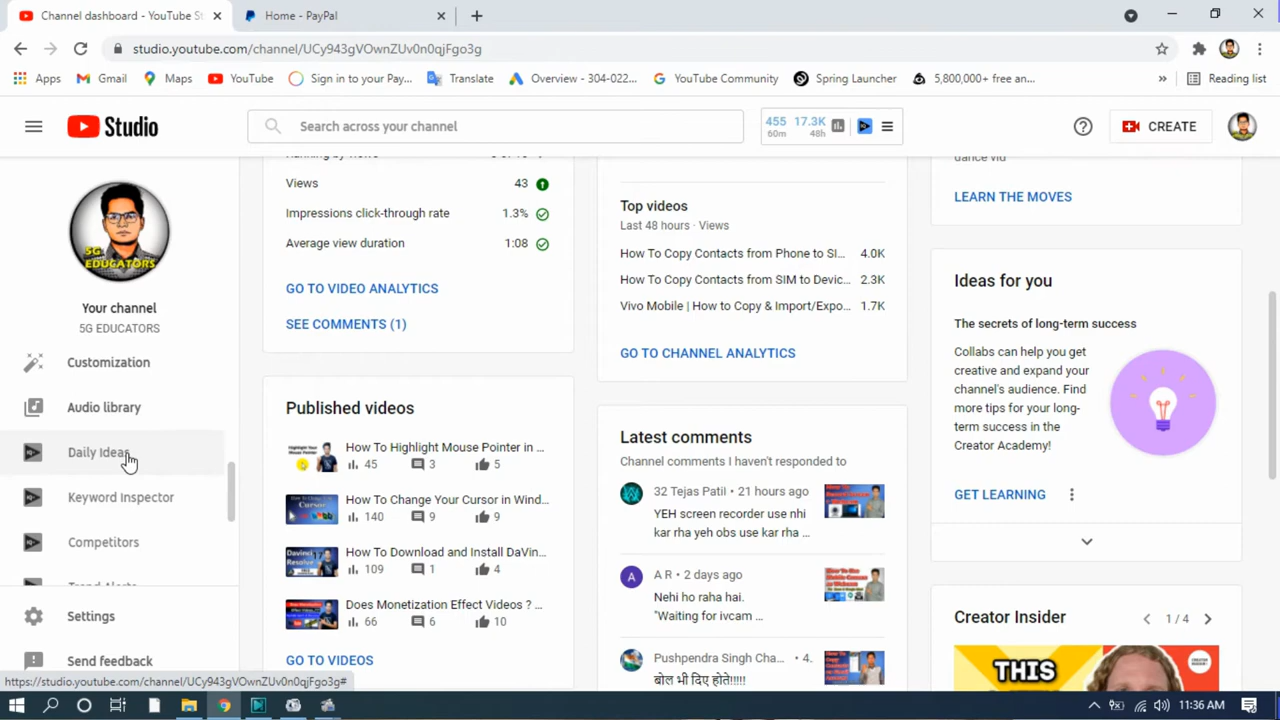 Channel dashboard - YouTube St
Home - PayPal
studio.youtube.com/channel/UCy943gVOwnZUv0n0qjFgo3g
Apps
Gmail
Maps
YouTube
Sign in to your Pay...
Translate
Overview - 304-022...
YouTube Community
Spring Launcher
5,800,000+ free an...
»
Reading list
Studio
Search across your channel
455 17.3K
60m 48h
CREATE
5G
EDUCATORS
Your channel
5G EDUCATORS
Customization
Audio library
Daily Ideas
Keyword Inspector
Competitors
Trend Alerts
Settings
Send feedback
Views 43
Impressions click-through rate 1.3%
Average view duration 1:08
GO TO VIDEO ANALYTICS
SEE COMMENTS (1)
Published videos
How To Highlight Mouse Pointer in ...
45 3 5
How To Change Your Cursor in Wind...
140 9 9
How To Download and Install DaVin...
109 1 4
Does Monetization Effect Videos ? ...
66 6 10
GO TO VIDEOS
Top videos
Last 48 hours · Views
How To Copy Contacts from Phone to SI... 4.0K
How To Copy Contacts from SIM to Devic... 2.3K
Vivo Mobile | How to Copy & Import/Expo... 1.7K
GO TO CHANNEL ANALYTICS
Latest comments
Channel comments I haven't responded to
32 Tejas Patil • 21 hours ago
YEH screen recorder use nhi
kar rha yeh obs use kar rha ...
A R • 2 days ago
Nehi ho raha hai.
"Waiting for ivcam ...
Pushpendra Singh Cha... • 4.
बोल भी दिए होते!!!!!
dance vid
LEARN THE MOVES
Ideas for you
The secrets of long-term success
Collabs can help you get
creative and expand your
channel's audience. Find
more tips for your long-
term success in the
Creator Academy!
GET LEARNING
Creator Insider
1 / 4
THIS
https://studio.youtube.com/channel/UCy943gVOwnZUv0n0qjFgo3g#
11:36 AM